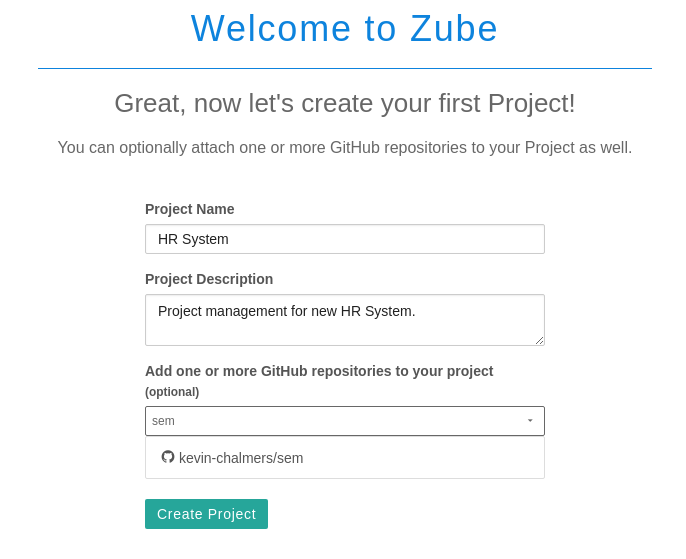 Welcome to Zube
Great, now let's create your first Project!
You can optionally attach one or more GitHub repositories to your Project as well.
Project Name
HR System
Project Description
Project management for new HR System.
Add one or more GitHub repositories to your project
(optional)
sem
kevin-chalmers/sem
Create Project